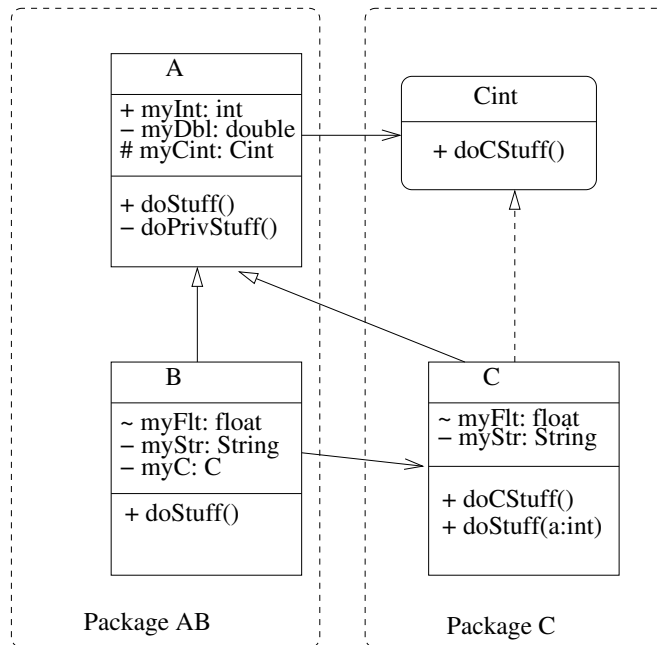 A
+ myInt: int
− myDbl: double
# myCint: Cint
+ doStuff()
− doPrivStuff()
Cint
+ doCStuff()
B
~ myFlt: float
− myStr: String
− myC: C
+ doStuff()
C
~ myFlt: float
− myStr: String
+ doCStuff()
+ doStuff(a:int)
Package AB
Package C